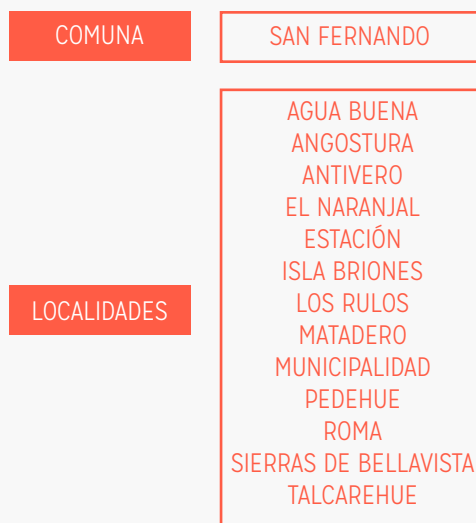 COMUNA
SAN FERNANDO
LOCALIDADES
AGUA BUENA
ANGOSTURA
ANTIVERO
EL NARANJAL
ESTACIÓN
ISLA BRIONES
LOS RULOS
MATADERO
MUNICIPALIDAD
PEDEHUE
ROMA
SIERRAS DE BELLAVISTA
TALCAREHUE